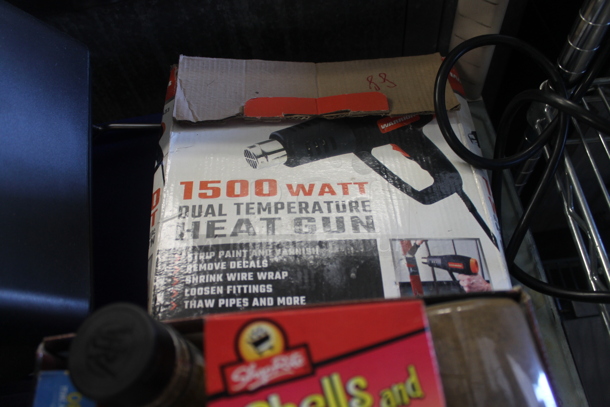 88
1500 WATT
DUAL TEMPERATURE
HEAT GUN
STRIP PAINT AND VARNISH
REMOVE DECALS
SHRINK WIRE WRAP
LOOSEN FITTINGS
THAW PIPES AND MORE
ShopRite
Shells and